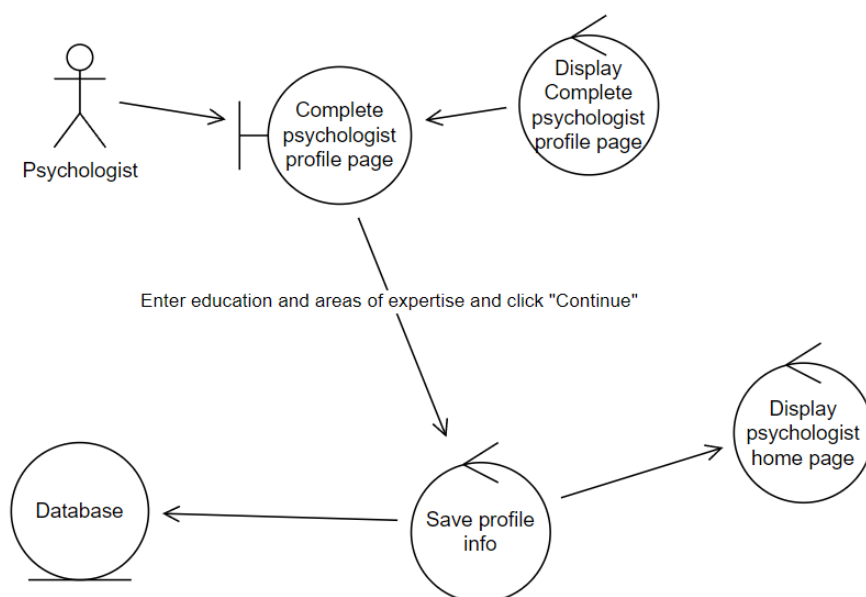 Psychologist
Complete
psychologist
profile page
Display
Complete
psychologist
profile page
Enter education and areas of expertise and click "Continue"
Display
psychologist
home page
Database
Save profile
info